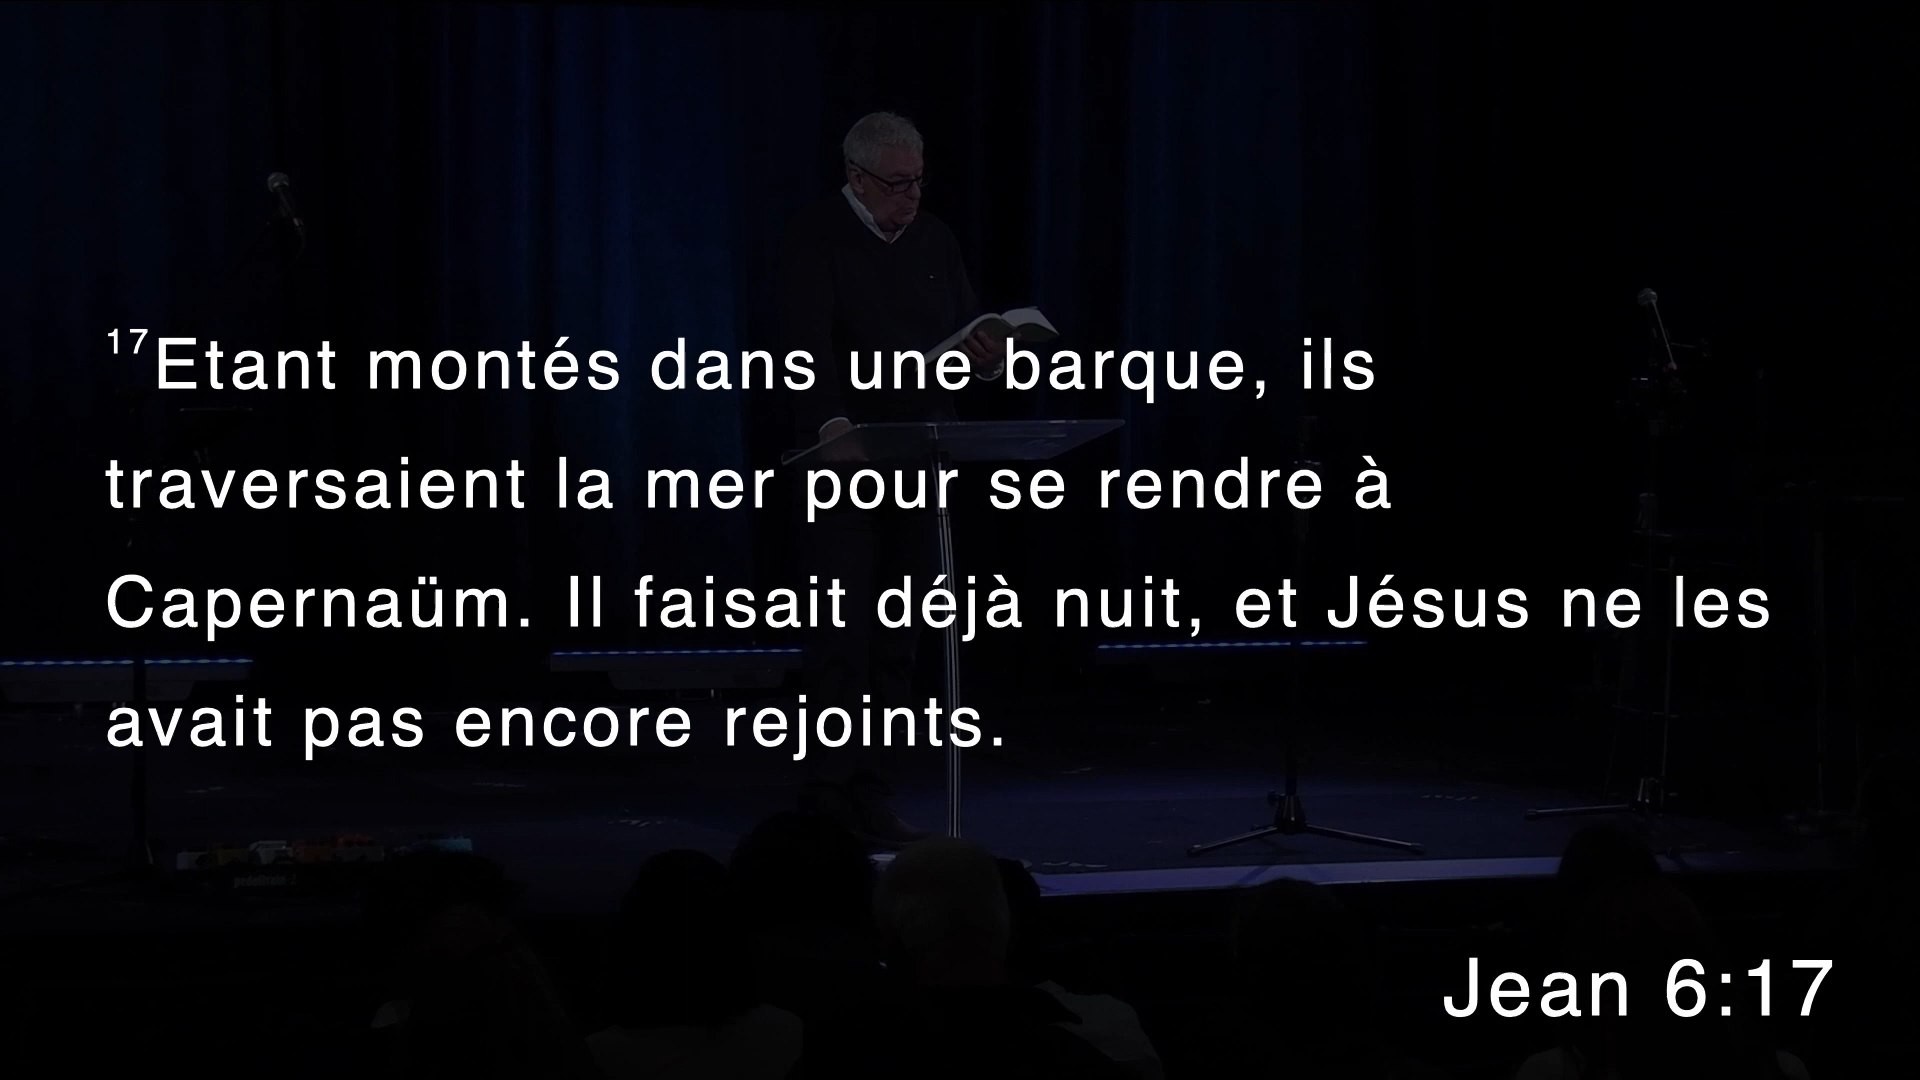 17Etant montés dans une barque, ils
traversaient la mer pour se rendre à
Capernaüm. Il faisait déjà nuit, et Jésus ne les
avait pas encore rejoints.
Jean 6:17